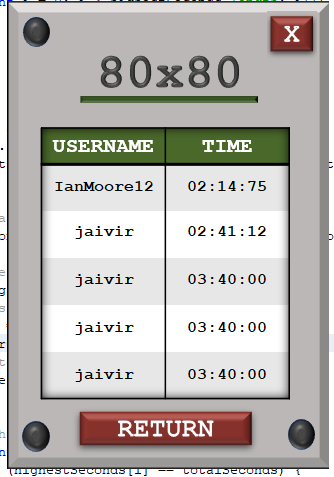 X
80x80
USERNAME TIME
IanMoore12 02:14:75
jaivir 02:41:12
jaivir 03:40:00
jaivir 03:40:00
jaivir 03:40:00
RETURN
(highestSeconds[i] == totalSeconds) {